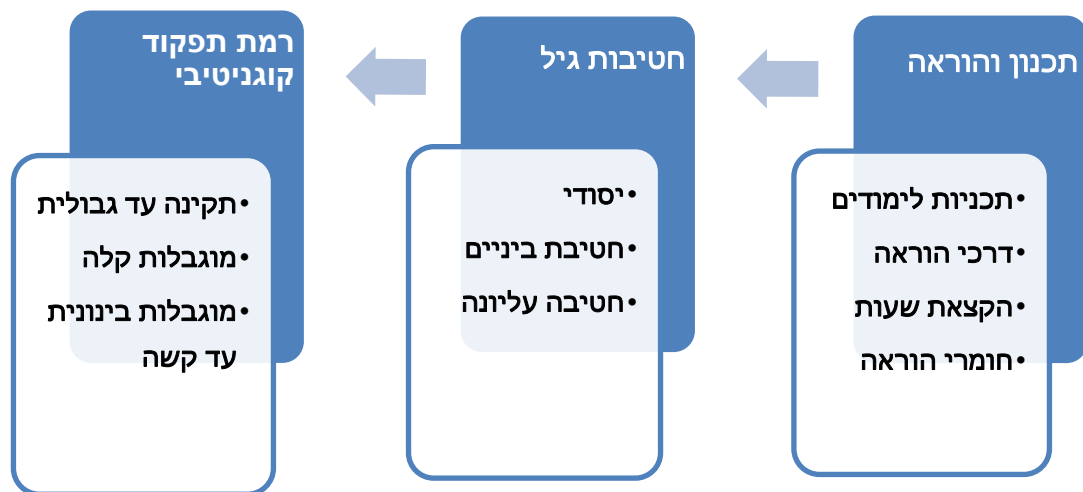 תכנון והוראה
•תכניות לימודים
•דרכי הוראה
•הקצאת שעות
•חומרי הוראה
חטיבות גיל
•יסודי
•חטיבת ביניים
•חטיבה עליונה
רמת תפקוד
קוגניטיבי
•תקינה עד גבולית
•מוגבלות קלה
•מוגבלות בינונית
עד קשה